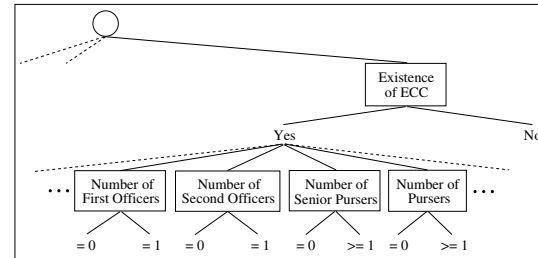 Existence
of ECC
Yes
No
Number of
First Officers
Number of
Second Officers
Number of
Senior Pursers
Number of
Pursers
= 0
= 1
= 0
= 1
= 0
>= 1
= 0
>= 1